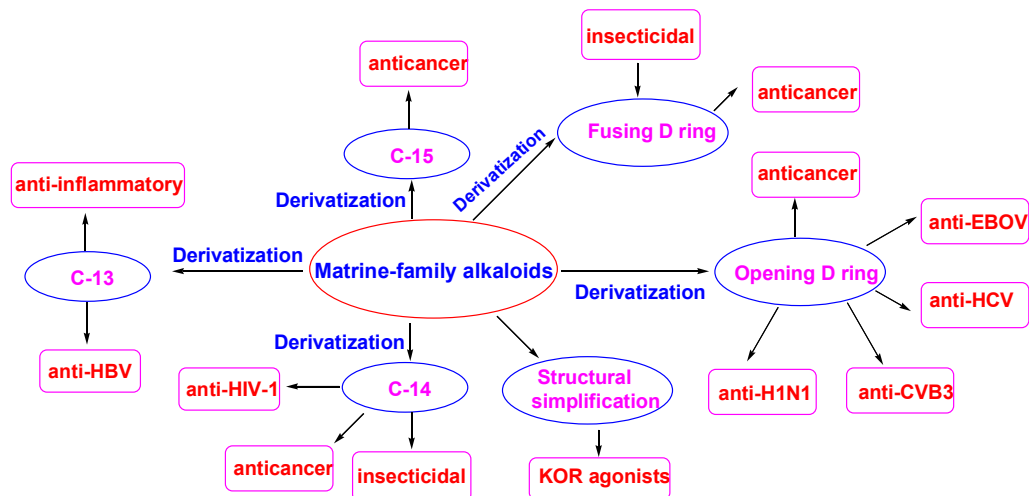 insecticidal
anticancer
anticancer
Fusing D ring
C-15
Derivatization
anti-inflammatory
anticancer
Derivatization
anti-EBOV
Derivatization
C-13
Matrine-family alkaloids
Opening D ring
Derivatization
anti-HCV
Derivatization
anti-HBV
anti-HIV-1
C-14
Structural
simplification
anti-H1N1
anti-CVB3
anticancer
insecticidal
KOR agonists